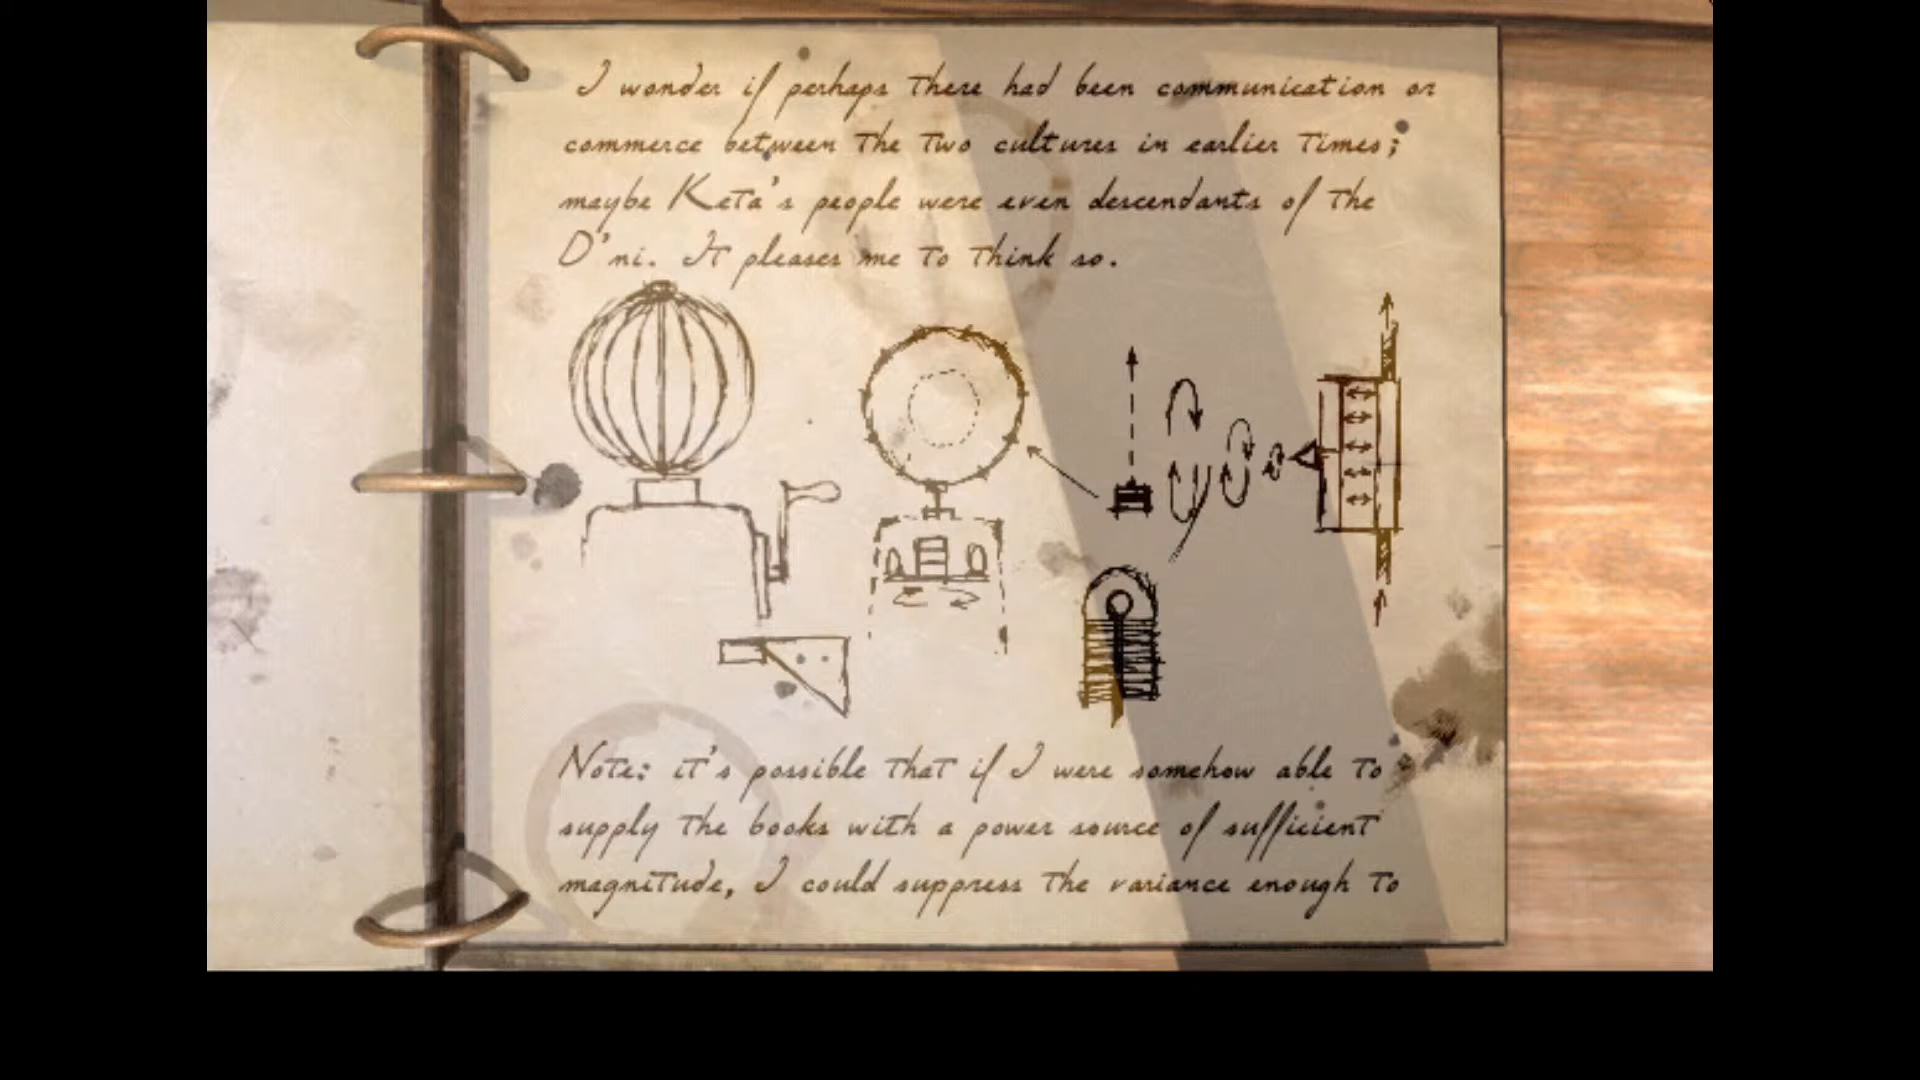 I wonder if perhaps there had been communication or
commerce between the two cultures in earlier times;
maybe Keta's people were even descendants of the
D'ni. It pleases me to think so.
Note: it's possible that if I were somehow able to
supply the books with a power source of sufficient
magnitude, I could suppress the variance enough to